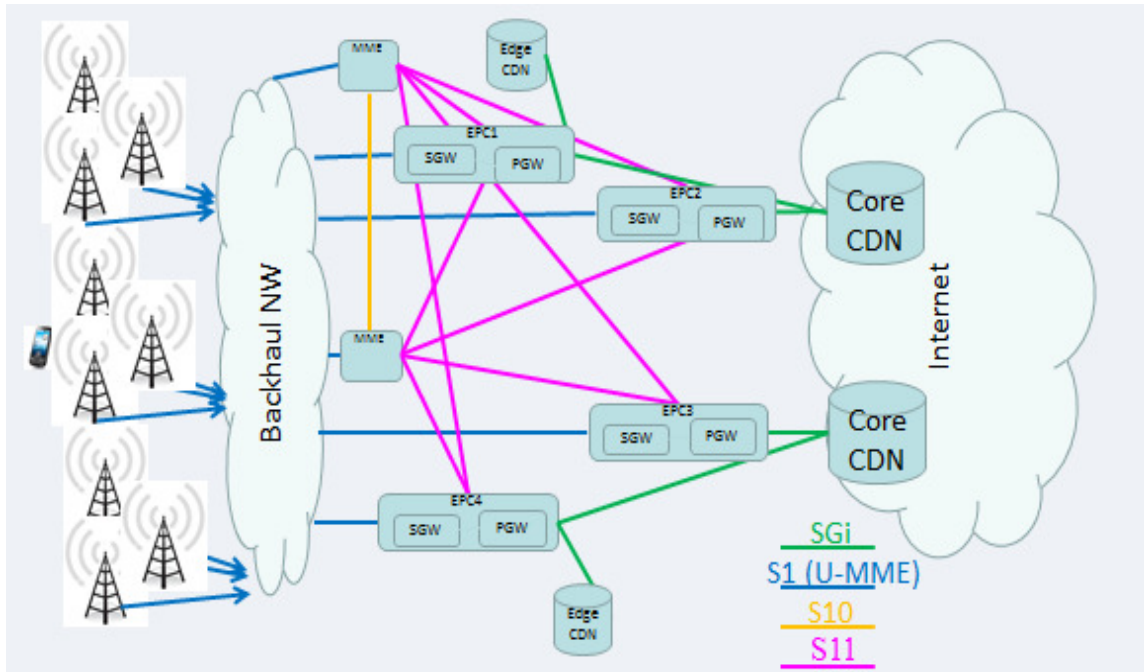 MME
Edge
CDN
EPC1
SGW
PGW
EPC2
SGW
PGW
Core
CDN
Backhaul NW
Internet
MME
EPC3
SGW
PGW
Core
CDN
EPC4
SGW
PGW
Edge
CDN
SGi
S1 (U-MME)
S10
S11